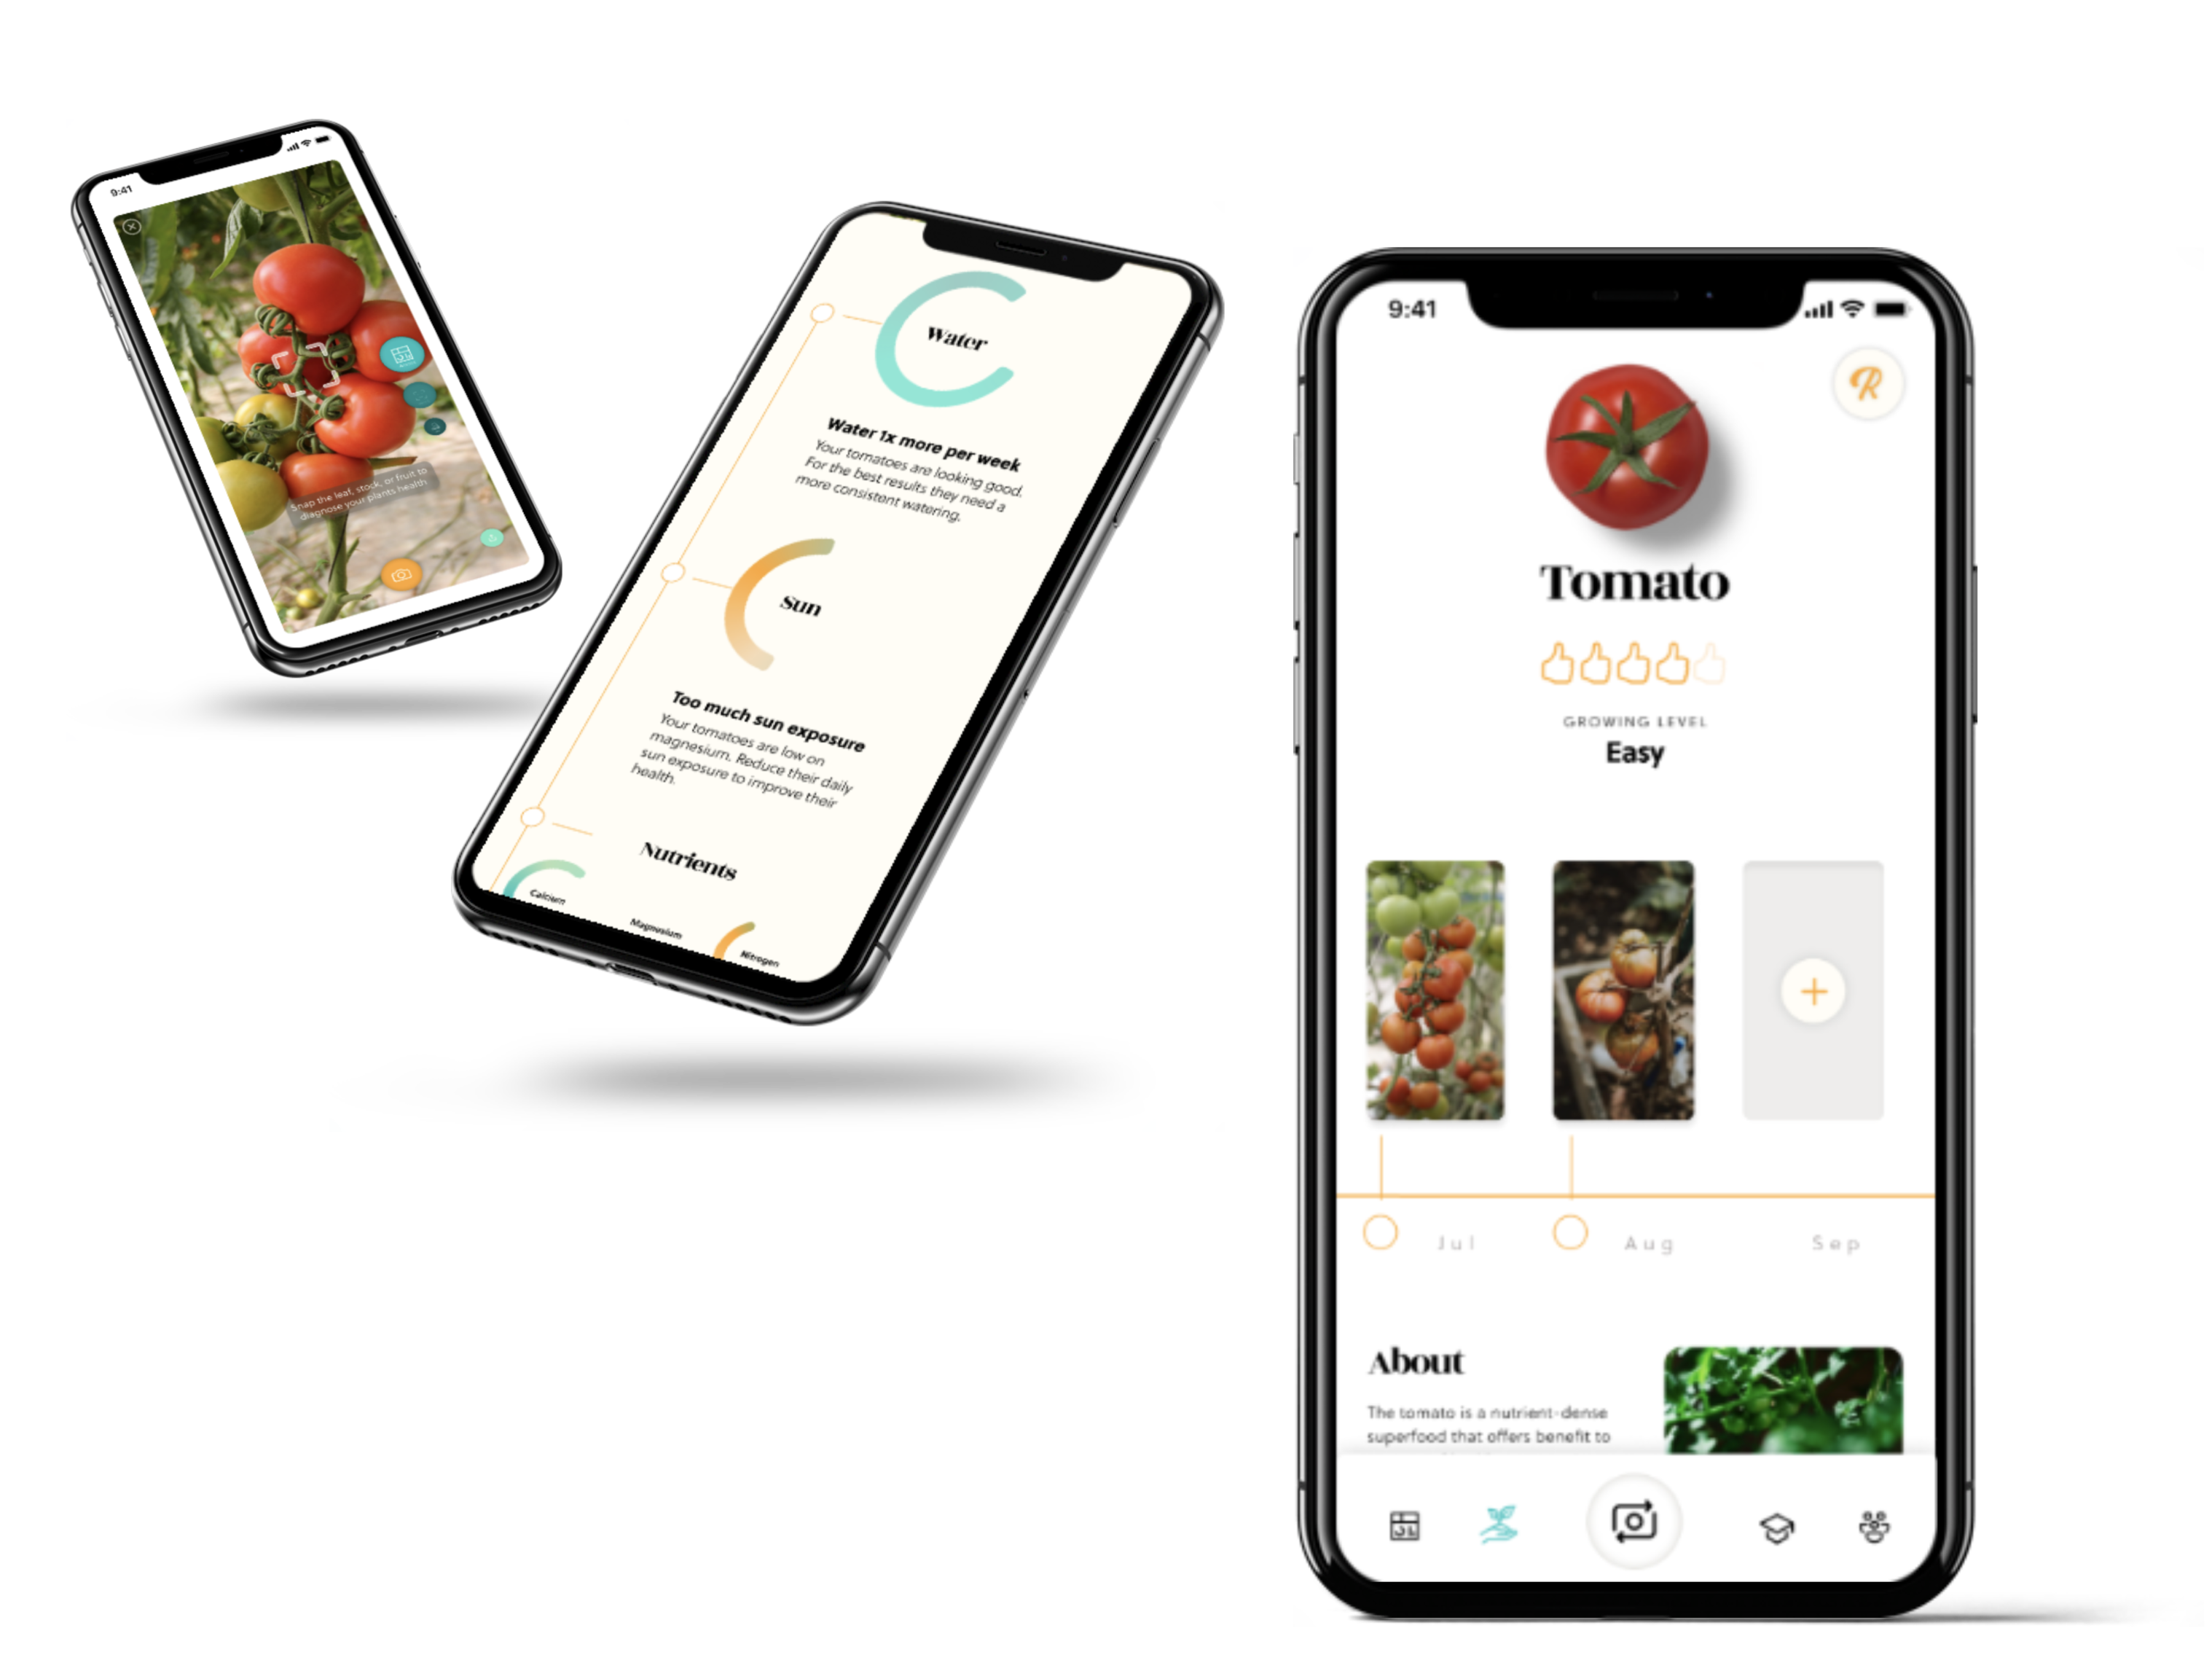 9:41
Snap the leaf, stock, or fruit to
diagnose your plants health
Water
Water 1x more per week
Your tomatoes are looking good.
For the best results they need a
more consistent watering.
Sun
Too much sun exposure
Your tomatoes are low on
magnesium. Reduce their daily
sun exposure to improve their
health.
Nutrients
Calcium
Magnesium
Nitrogen
9:41
R
Tomato
GROWING LEVEL
Easy
Jul
Aug
Sep
About
The tomato is a nutrient-dense
superfood that offers benefit to